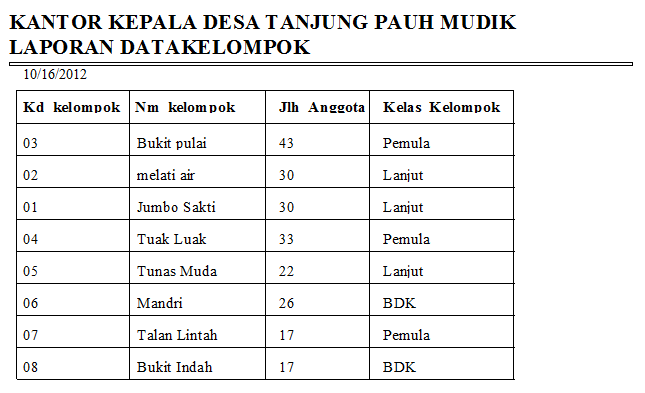 KANTOR KEPALA DESA TANJUNG PAUH MUDIK
LAPORAN DATAKELOMPOK
10/16/2012
Kd kelompok Nm kelompok Jlh Anggota Kelas Kelompok
03 Bukit pulai 43 Pemula
02 melati air 30 Lanjut
01 Jumbo Sakti 30 Lanjut
04 Tuak Luak 33 Pemula
05 Tunas Muda 22 Lanjut
06 Mandri 26 BDK
07 Talan Lintah 17 Pemula
08 Bukit Indah 17 BDK